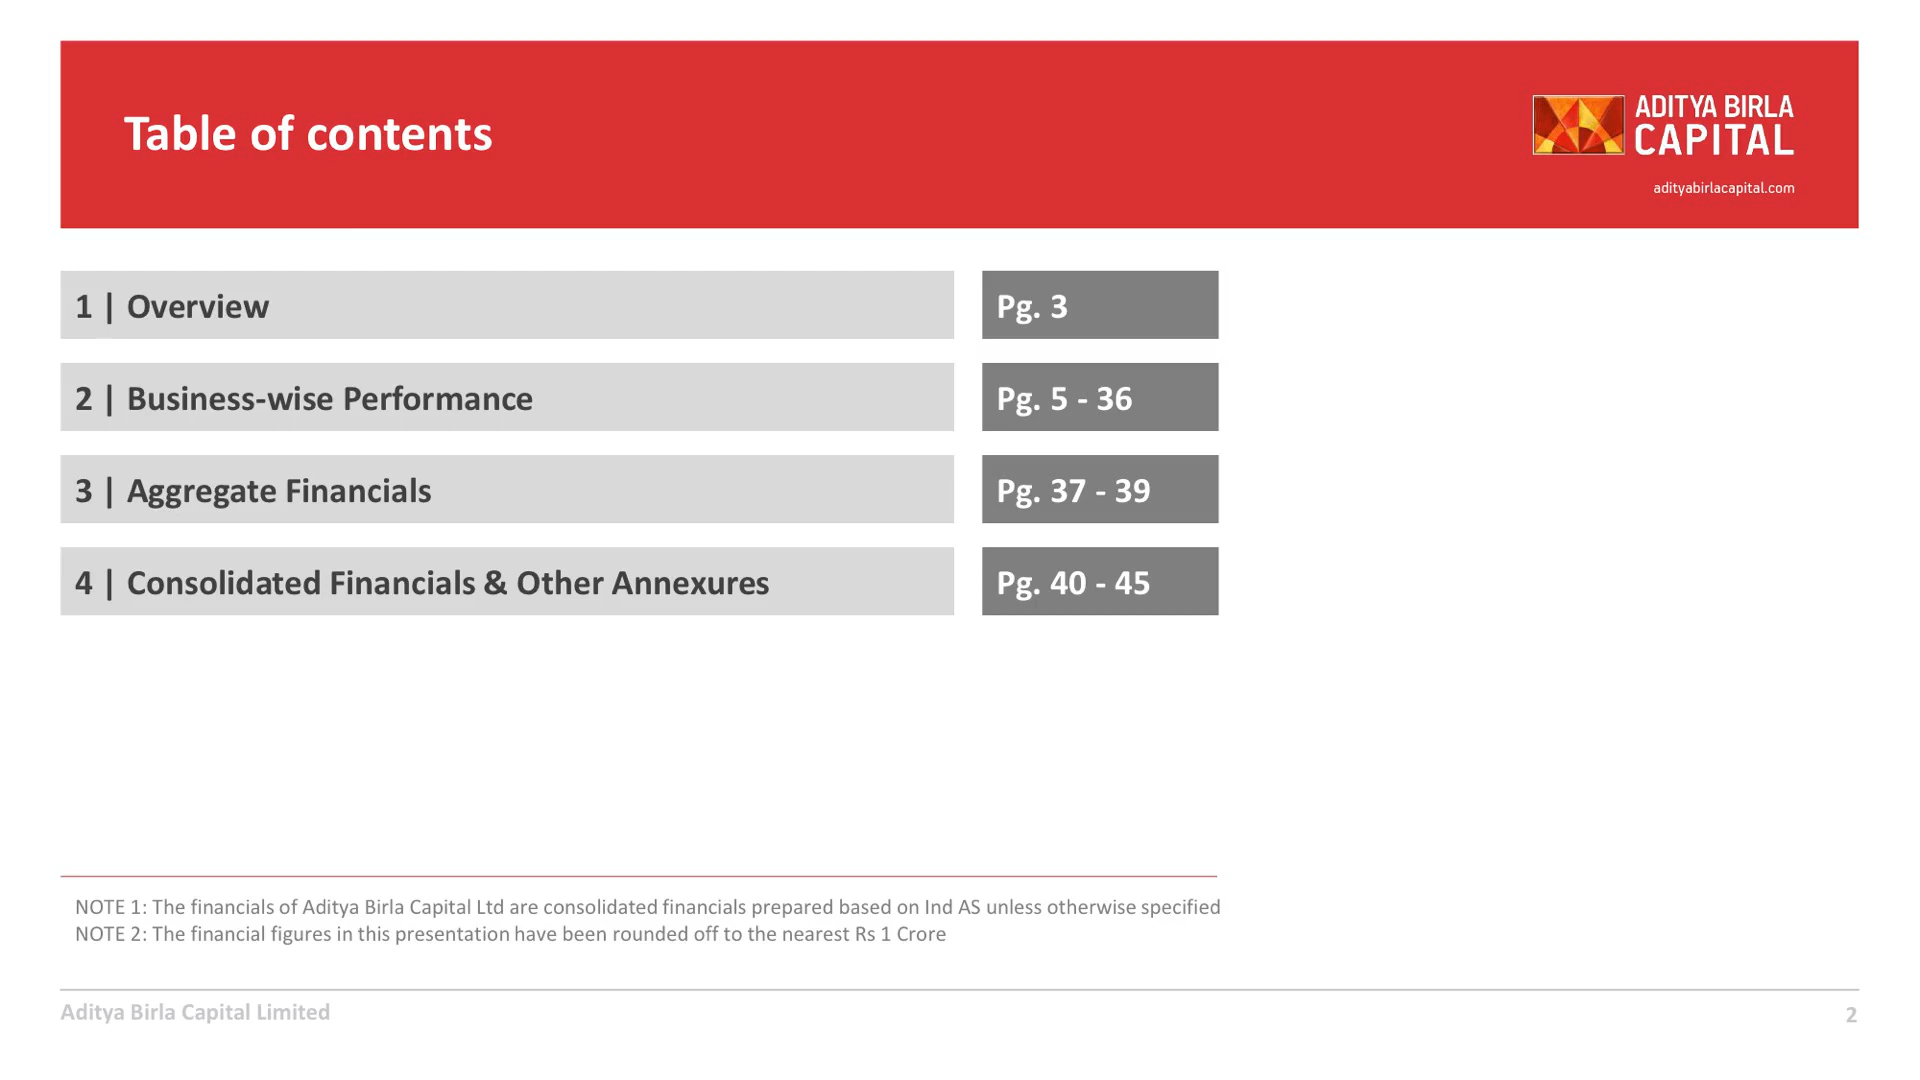 Table of contents
ADITYA BIRLA
CAPITAL
adityabirlacapital.com
1 | Overview
Pg. 3
2 | Business-wise Performance
Pg. 5 - 36
3 | Aggregate Financials
Pg. 37 - 39
4 | Consolidated Financials & Other Annexures
Pg. 40 - 45
NOTE 1: The financials of Aditya Birla Capital Ltd are consolidated financials prepared based on Ind AS unless otherwise specified
NOTE 2: The financial figures in this presentation have been rounded off to the nearest Rs 1 Crore
Aditya Birla Capital Limited
2